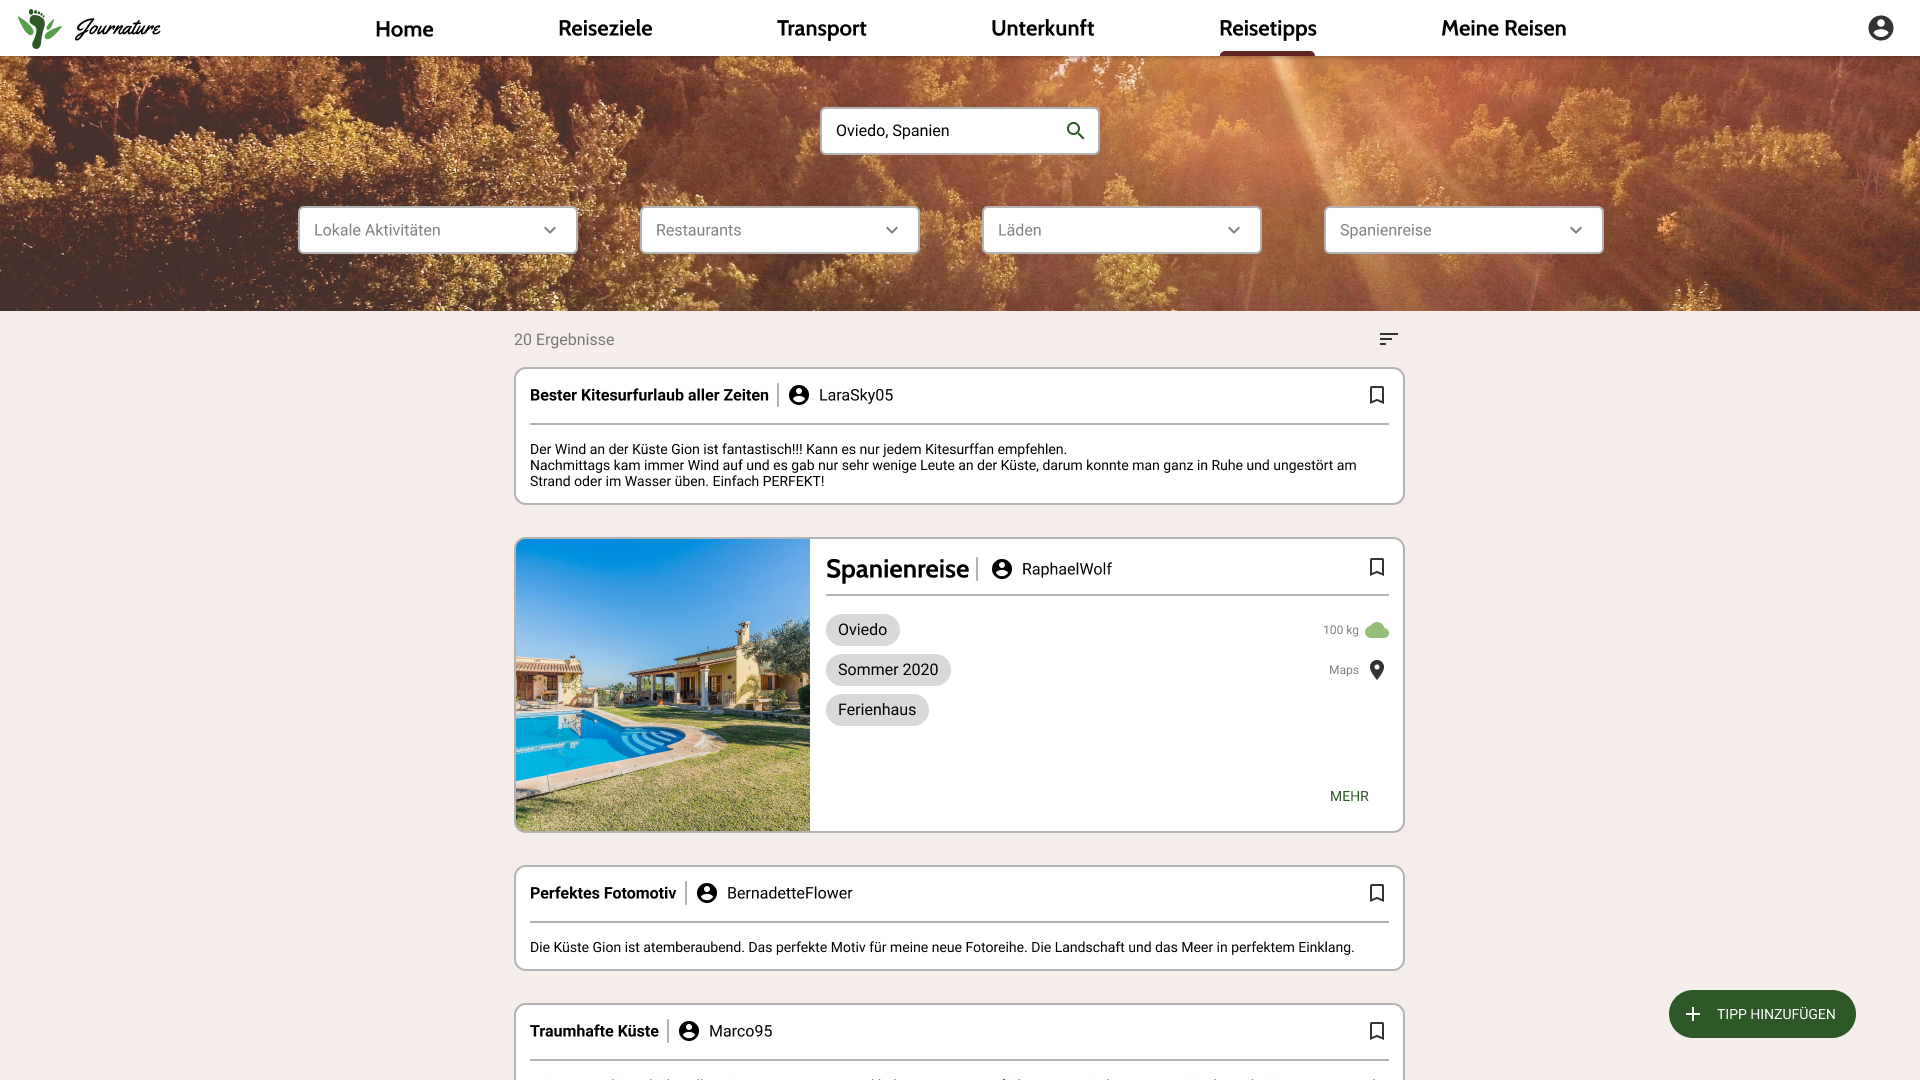 Journature
Home
Reiseziele
Transport
Unterkunft
Reisetipps
Meine Reisen
Oviedo, Spanien
Lokale Aktivitäten
Restaurants
Läden
Spanienreise
20 Ergebnisse
Bester Kitesurfurlaub aller Zeiten
LaraSky05
Der Wind an der Küste Gion ist fantastisch!!! Kann es nur jedem Kitesurffan empfehlen.
Nachmittags kam immer Wind auf und es gab nur sehr wenige Leute an der Küste, darum konnte man ganz in Ruhe und ungestört am
Strand oder im Wasser üben. Einfach PERFEKT!
Spanienreise
RaphaelWolf
Oviedo
100 kg
Sommer 2020
Maps
Ferienhaus
MEHR
Perfektes Fotomotiv
BernadetteFlower
Die Küste Gion ist atemberaubend. Das perfekte Motiv für meine neue Fotoreihe. Die Landschaft und das Meer in perfektem Einklang.
TIPP HINZUFÜGEN
Traumhafte Küste
Marco95